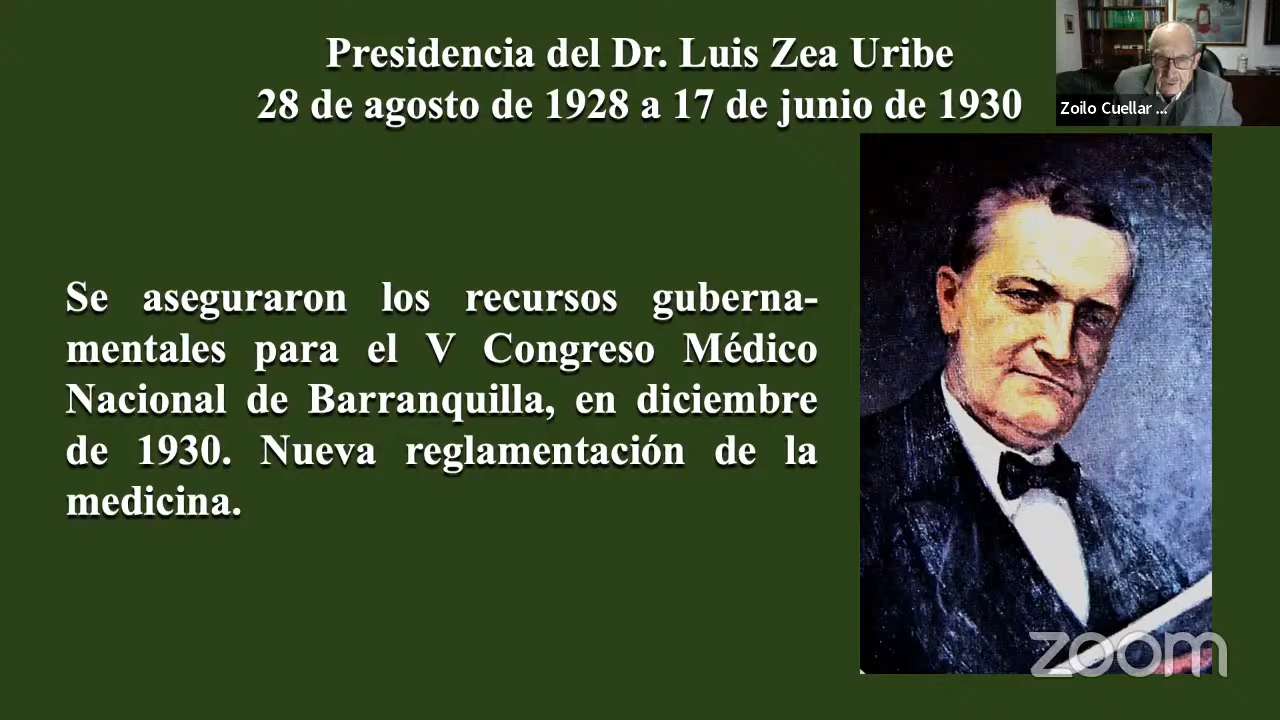 Presidencia del Dr. Luis Zea Uribe
28 de agosto de 1928 a 17 de junio de 1930
Zoilo Cuellar ...
Se aseguraron los recursos guberna-
mentales para el V Congreso Médico
Nacional de Barranquilla, en diciembre
de 1930. Nueva reglamentación de la
medicina.
zoom